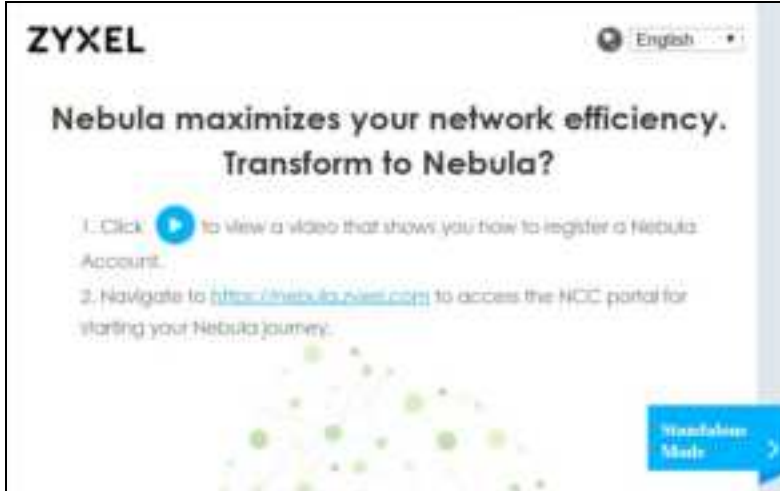 ZYXEL
English
Nebula maximizes your network efficiency.
Transform to Nebula?
1. Click to view a video that shows you how to register a Nebula
Account.
2. Navigate to https://nebula.zyxel.com to access the NCC portal for
starting your Nebula journey.
Standalone
Mode